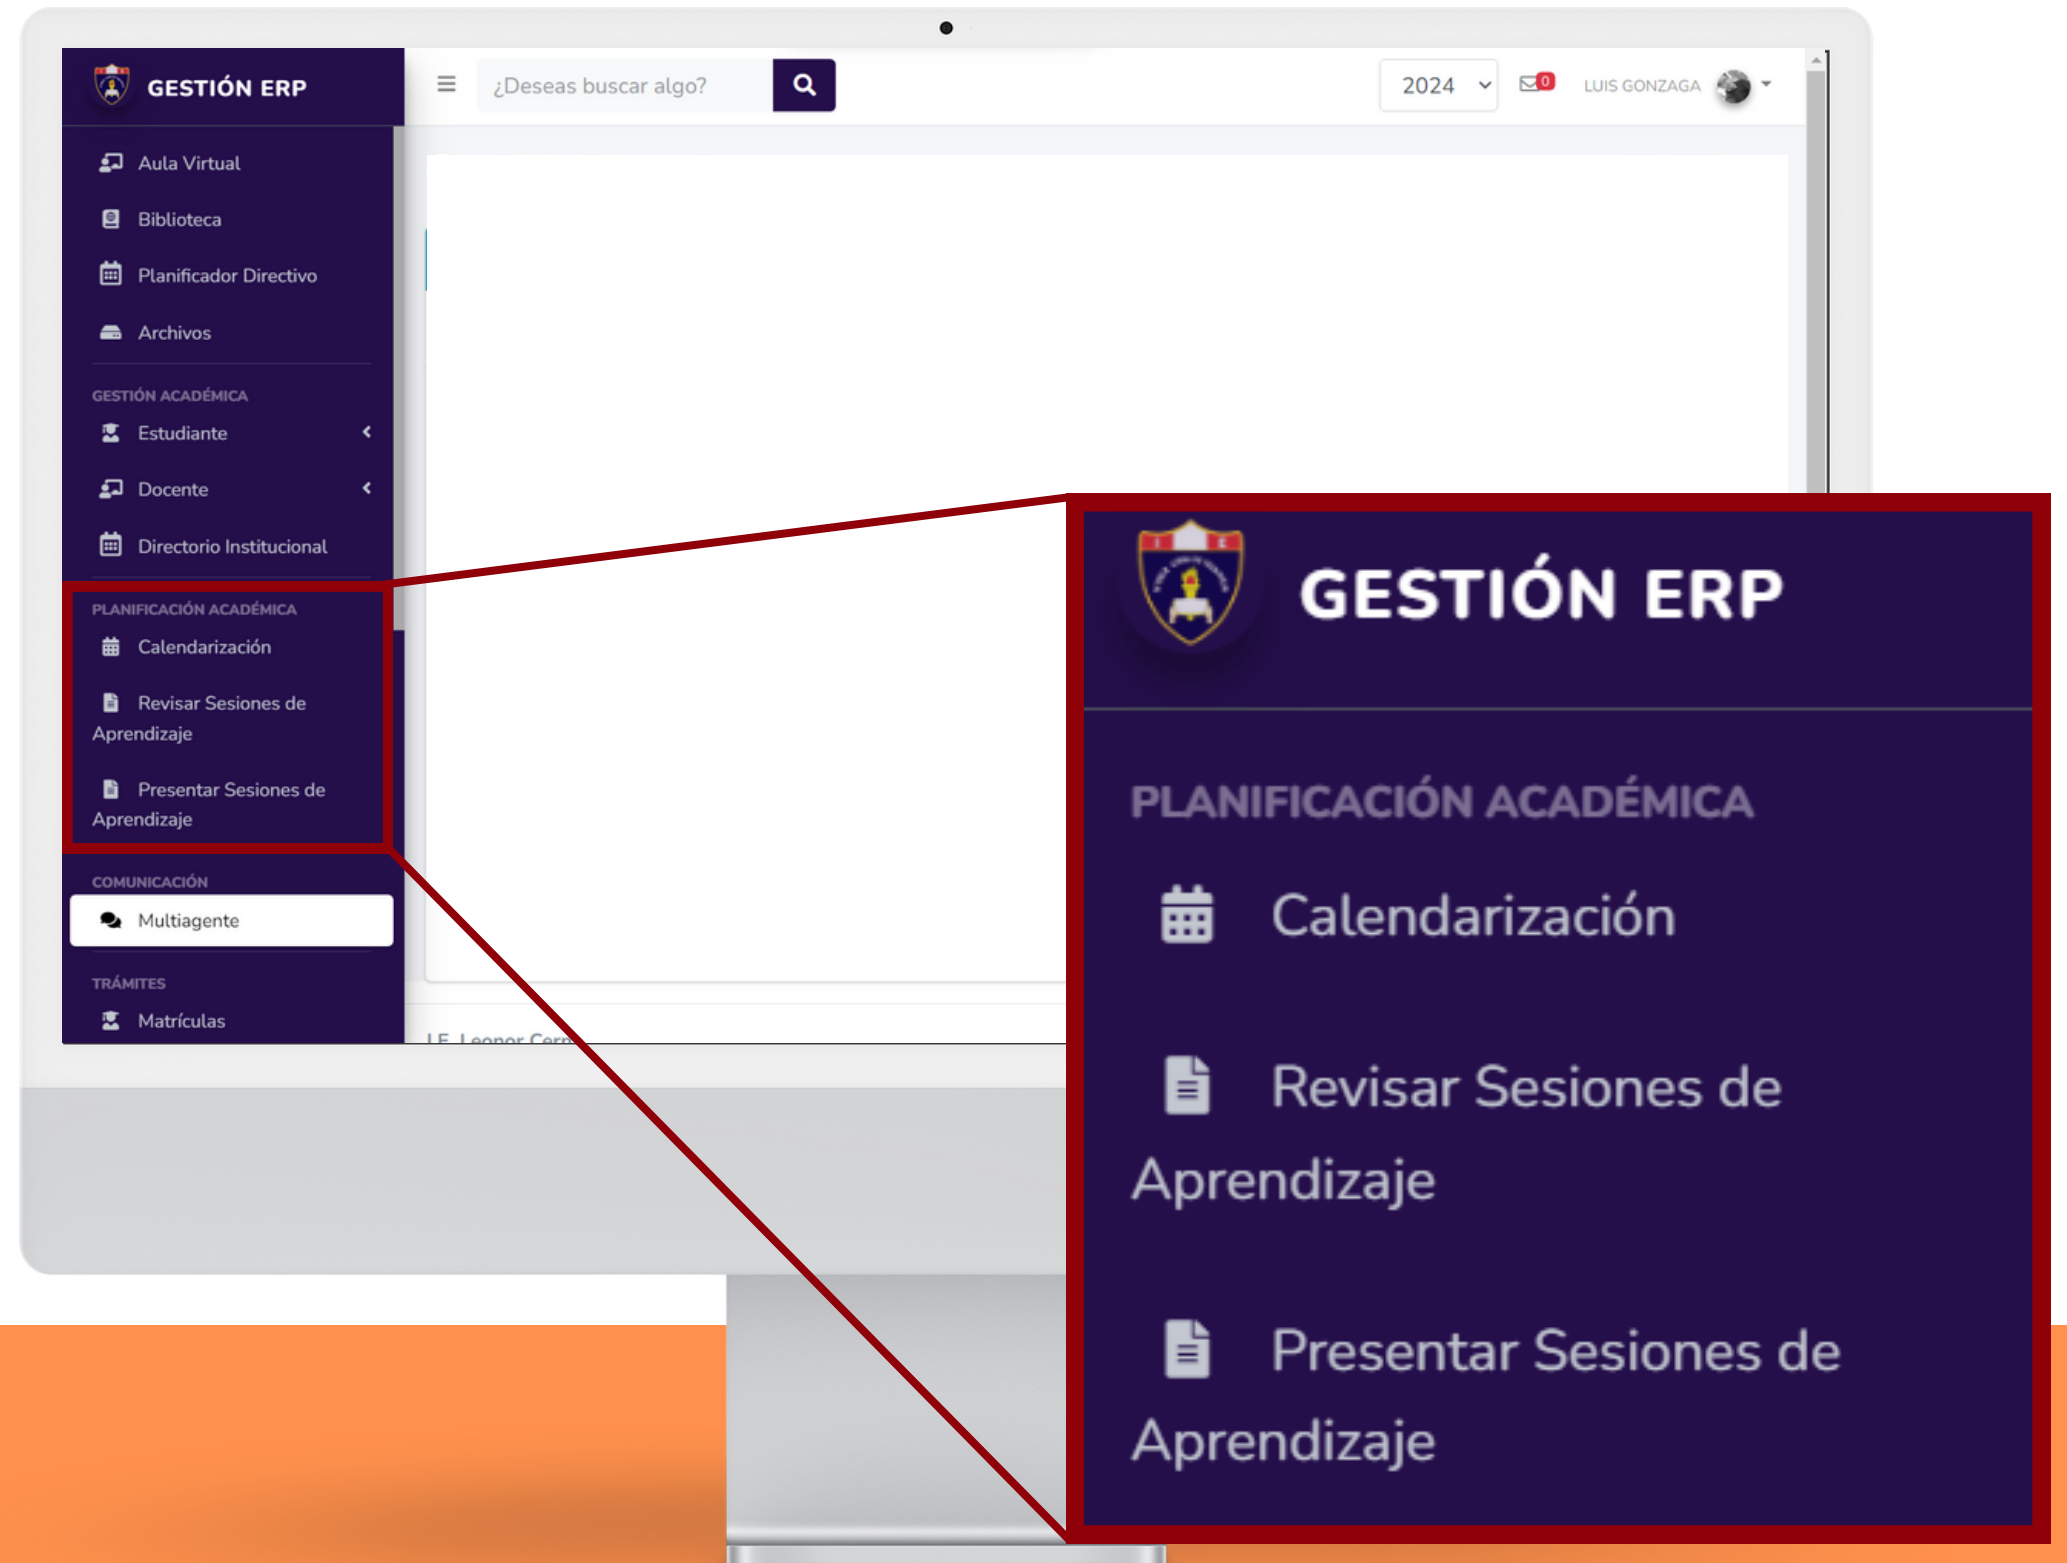 GESTIÓN ERP
¿Deseas buscar algo?
2024
0
LUIS GONZAGA
Aula Virtual
Biblioteca
Planificador Directivo
Archivos
GESTIÓN ACADÉMICA
Estudiante
Docente
Directorio Institucional
PLANIFICACIÓN ACADÉMICA
Calendarización
Revisar Sesiones de
Aprendizaje
Presentar Sesiones de
Aprendizaje
COMUNICACIÓN
Multiagente
TRÁMITES
Matrículas
I.E. Leonor Cern
I E
GESTIÓN ERP
PLANIFICACIÓN ACADÉMICA
Calendarización
Revisar Sesiones de
Aprendizaje
Presentar Sesiones de
Aprendizaje